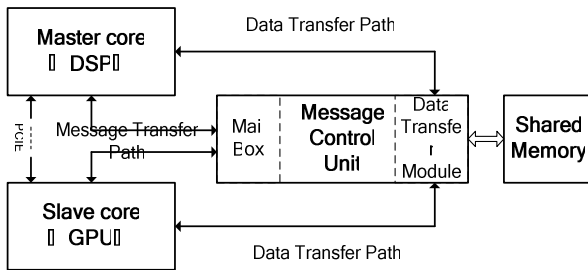 Data Transfer Path
Master core
DSP
PCIE
Message Transfer
Path
Mai
Box
Message
Control
Unit
Data
Transfe
r
Module
Shared
Memory
Slave core
GPU
Data Transfer Path